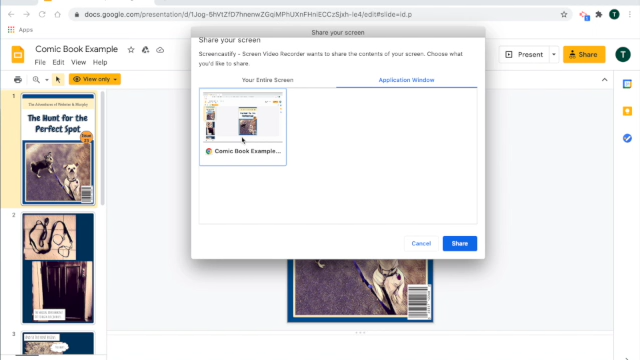 docs.google.com/presentation/d/1Jog-5hVfZfD7hnenwZGqiMPhUXnFHniECCzSjxh-Ie4/edit#slide=id.p
Apps
Share your screen
Comic Book Example
File Edit View Help
Present
Share
View only
Share your screen
Screencastify - Screen Video Recorder wants to share the contents of your screen. Choose what
you'd like to share.
Your Entire Screen
Application Window
Comic Book Example...
Cancel
Share
1
The Hunt for the
Perfect Spot
Issue
2
3
T